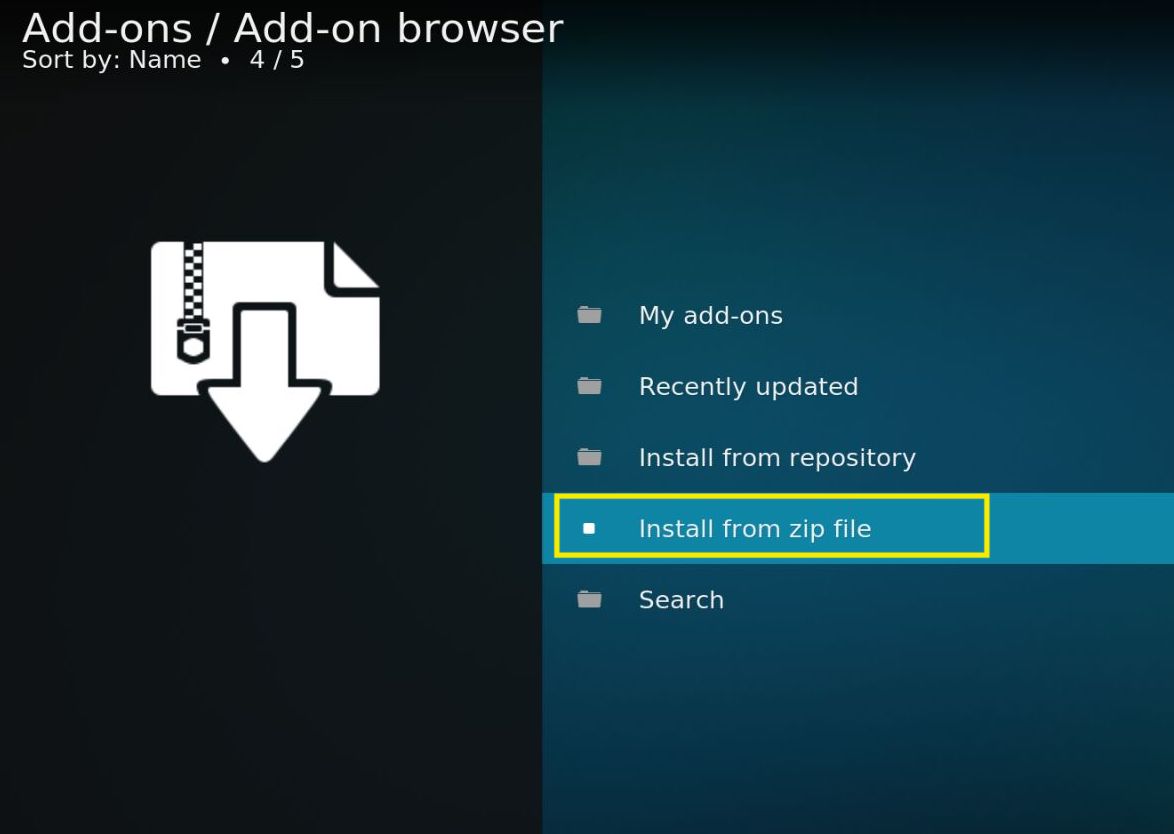 Add-ons / Add-on browser
Sort by: Name • 4 / 5
My add-ons
Recently updated
Install from repository
Install from zip file
Search